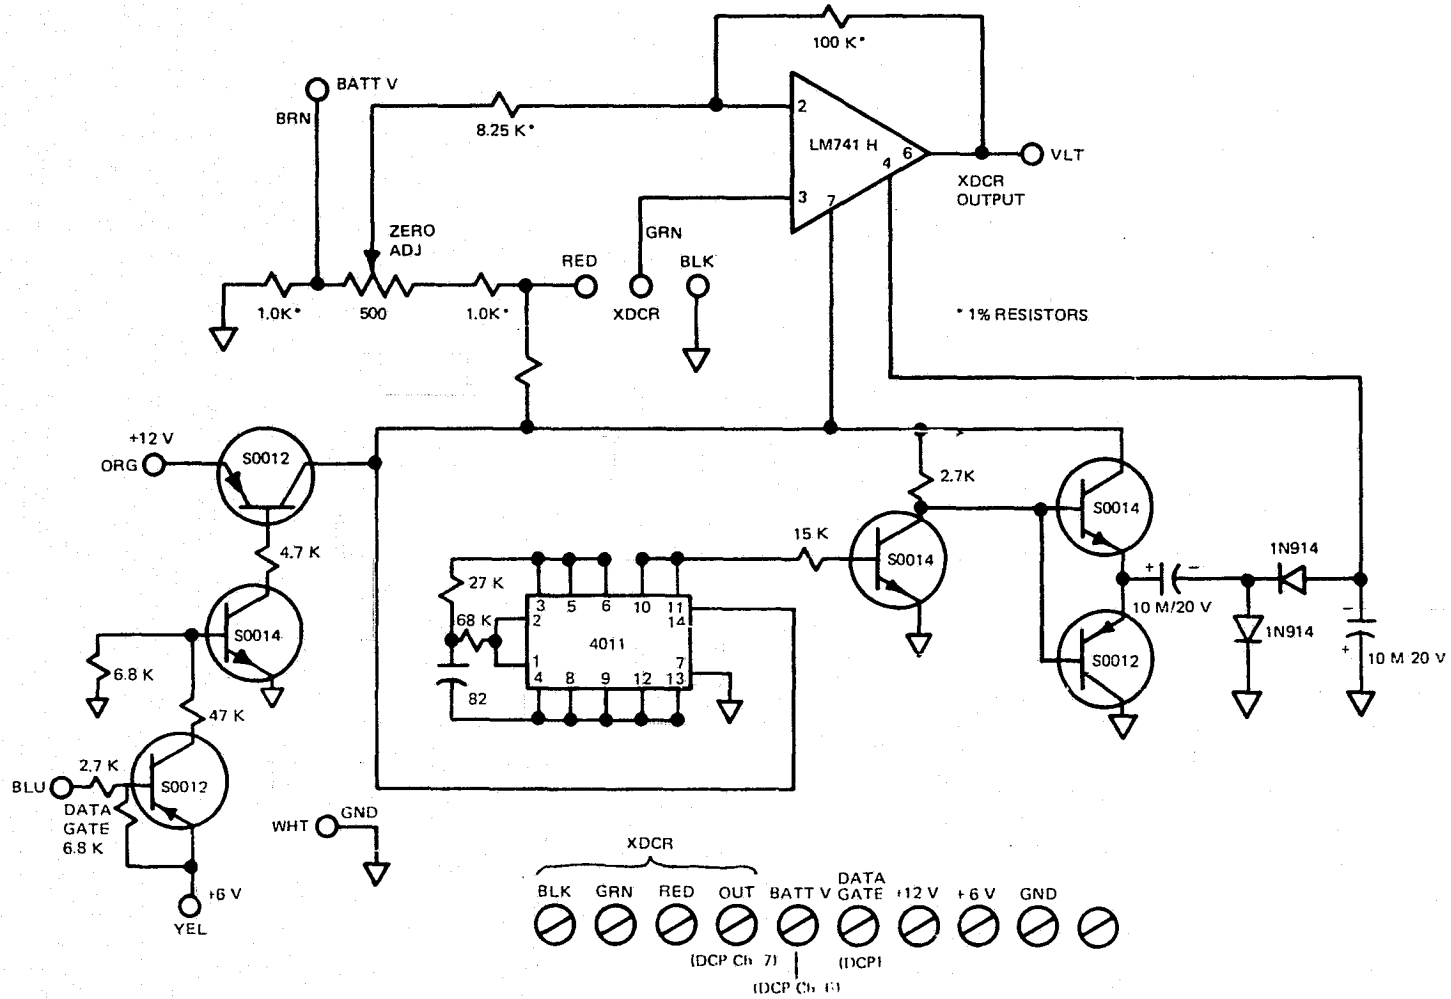 100 K*
BATT V
BRN
8.25 K*
2
LM741 H
6
4
3
7
VLT
XDCR
OUTPUT
ZERO
ADJ
GRN
RED
BLK
XDCR
1.0K*
500
1.0K*
* 1% RESISTORS
+12 V
ORG
S0012
2.7K
S0014
4.7 K
15 K
S0014
1N914
+ −
10 M/20 V
1N914
−
+
10 M 20 V
27 K
3 5 6 10 11
14
68 K
2
4011
1
7
4 8 9 12 13
82
S0014
6.8 K
47 K
S0012
2.7 K
BLU
S0012
DATA
GATE
6.8 K
+6 V
YEL
WHT
GND
XDCR
BLK GRN RED OUT BATT V DATA GATE +12 V +6 V GND
(DCP Ch 7) (DCP)
(DCP Ch